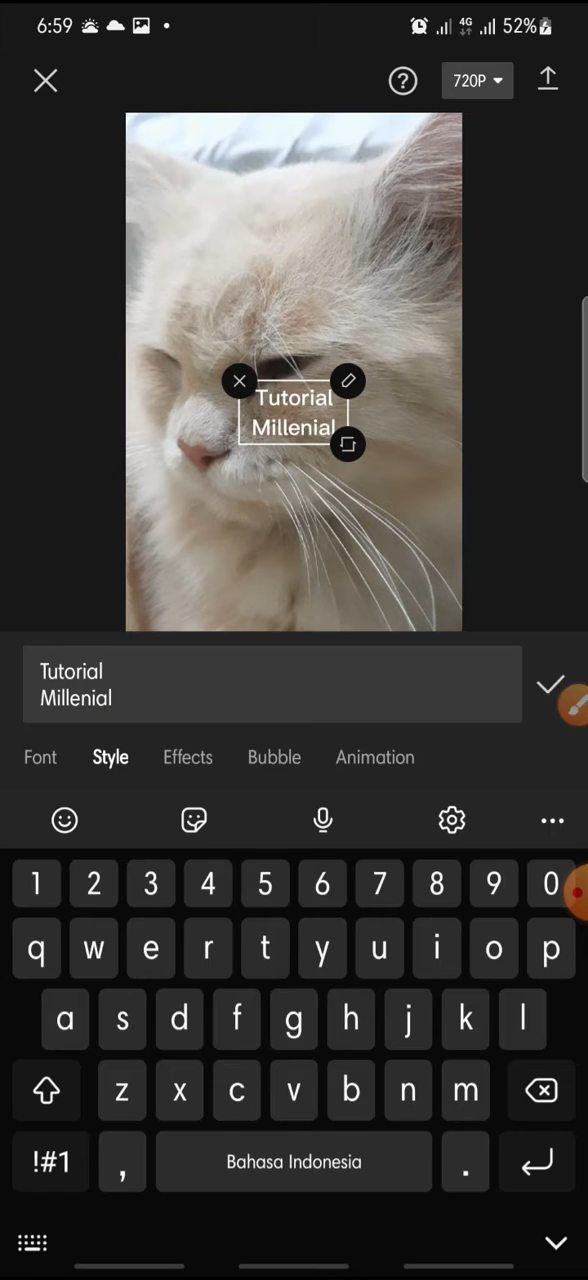 6:59
4G
52%
720P
Tutorial
Millenial
Tutorial
Millenial
Font Style Effects Bubble Animation
1 2 3 4 5 6 7 8 9 0
q w e r t y u i o p
a s d f g h j k l
z x c v b n m
!#1 , Bahasa Indonesia .